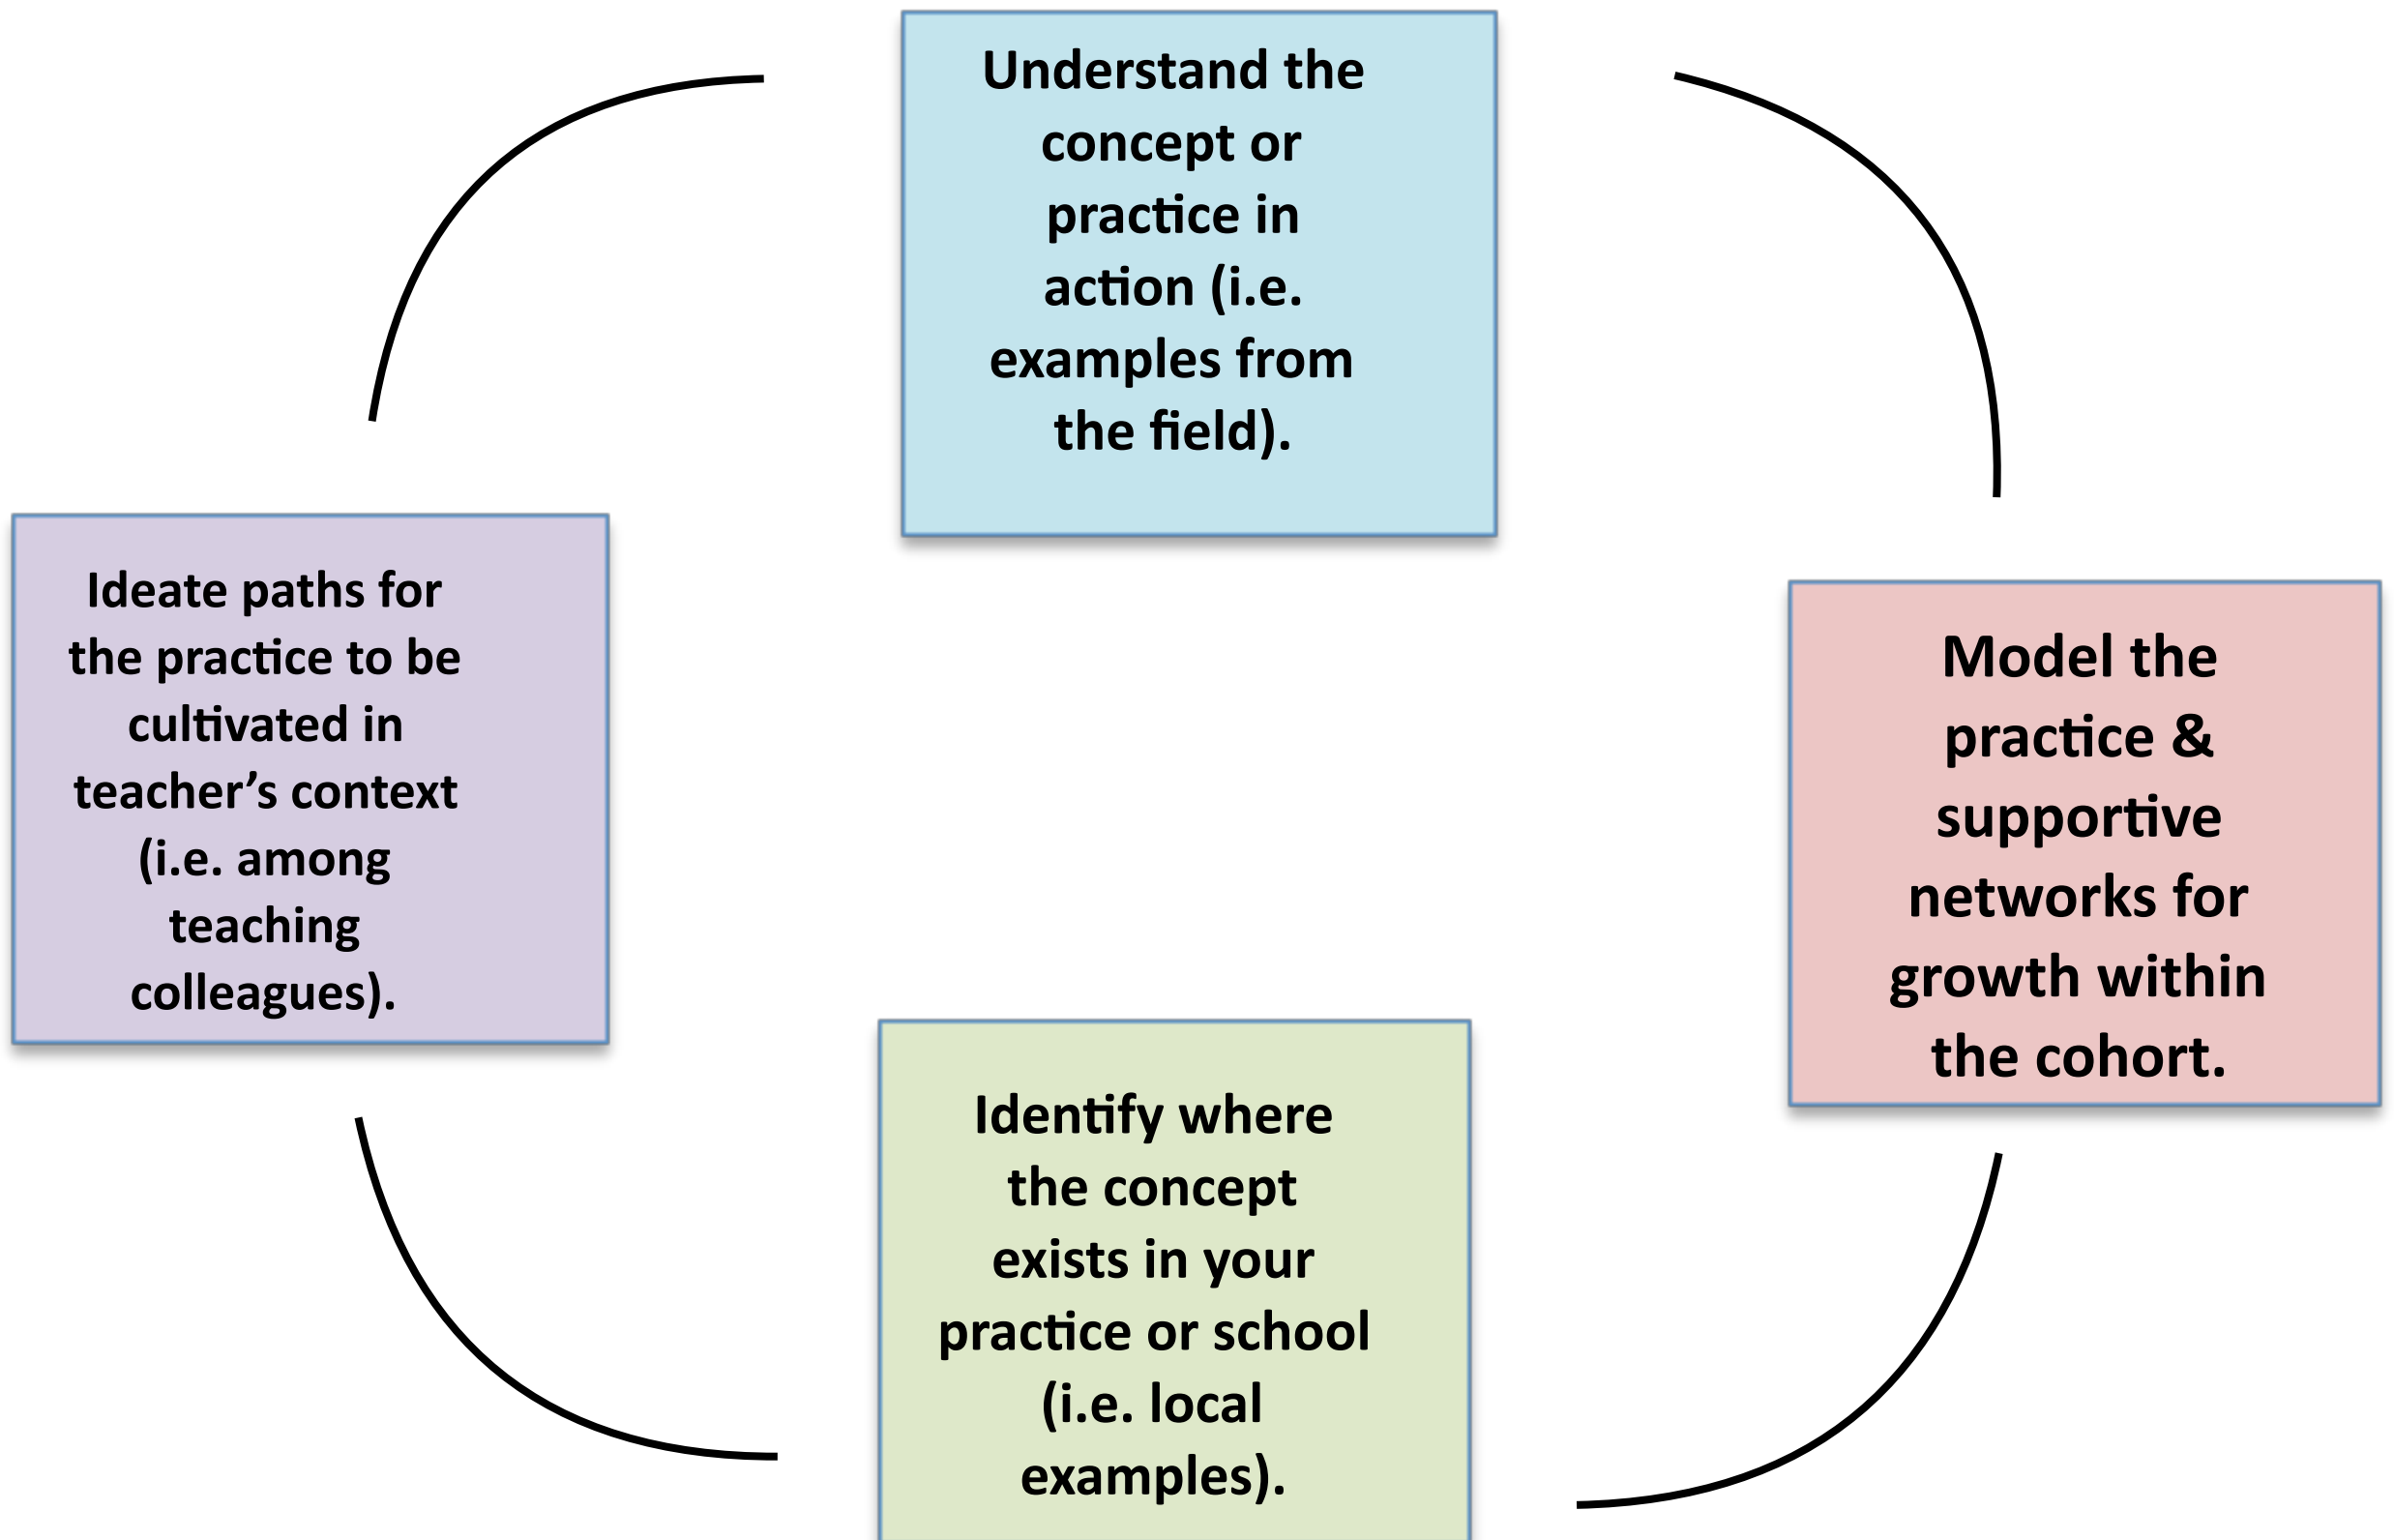 Understand the
concept or
practice in
action (i.e.
examples from
the field).
Model the
practice &
supportive
networks for
growth within
the cohort.
Identify where
the concept
exists in your
practice or school
(i.e. local
examples).
Ideate paths for
the practice to be
cultivated in
teacher’s context
(i.e. among
teaching
colleagues).